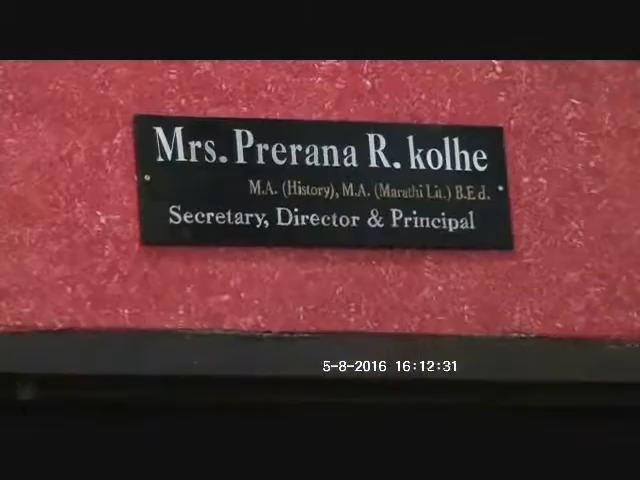 Mrs. Prerana R. kolhe
M.A. (History), M.A. (Marathi Lit.) B.Ed.
Secretary, Director & Principal
5-8-2016 16:12:31